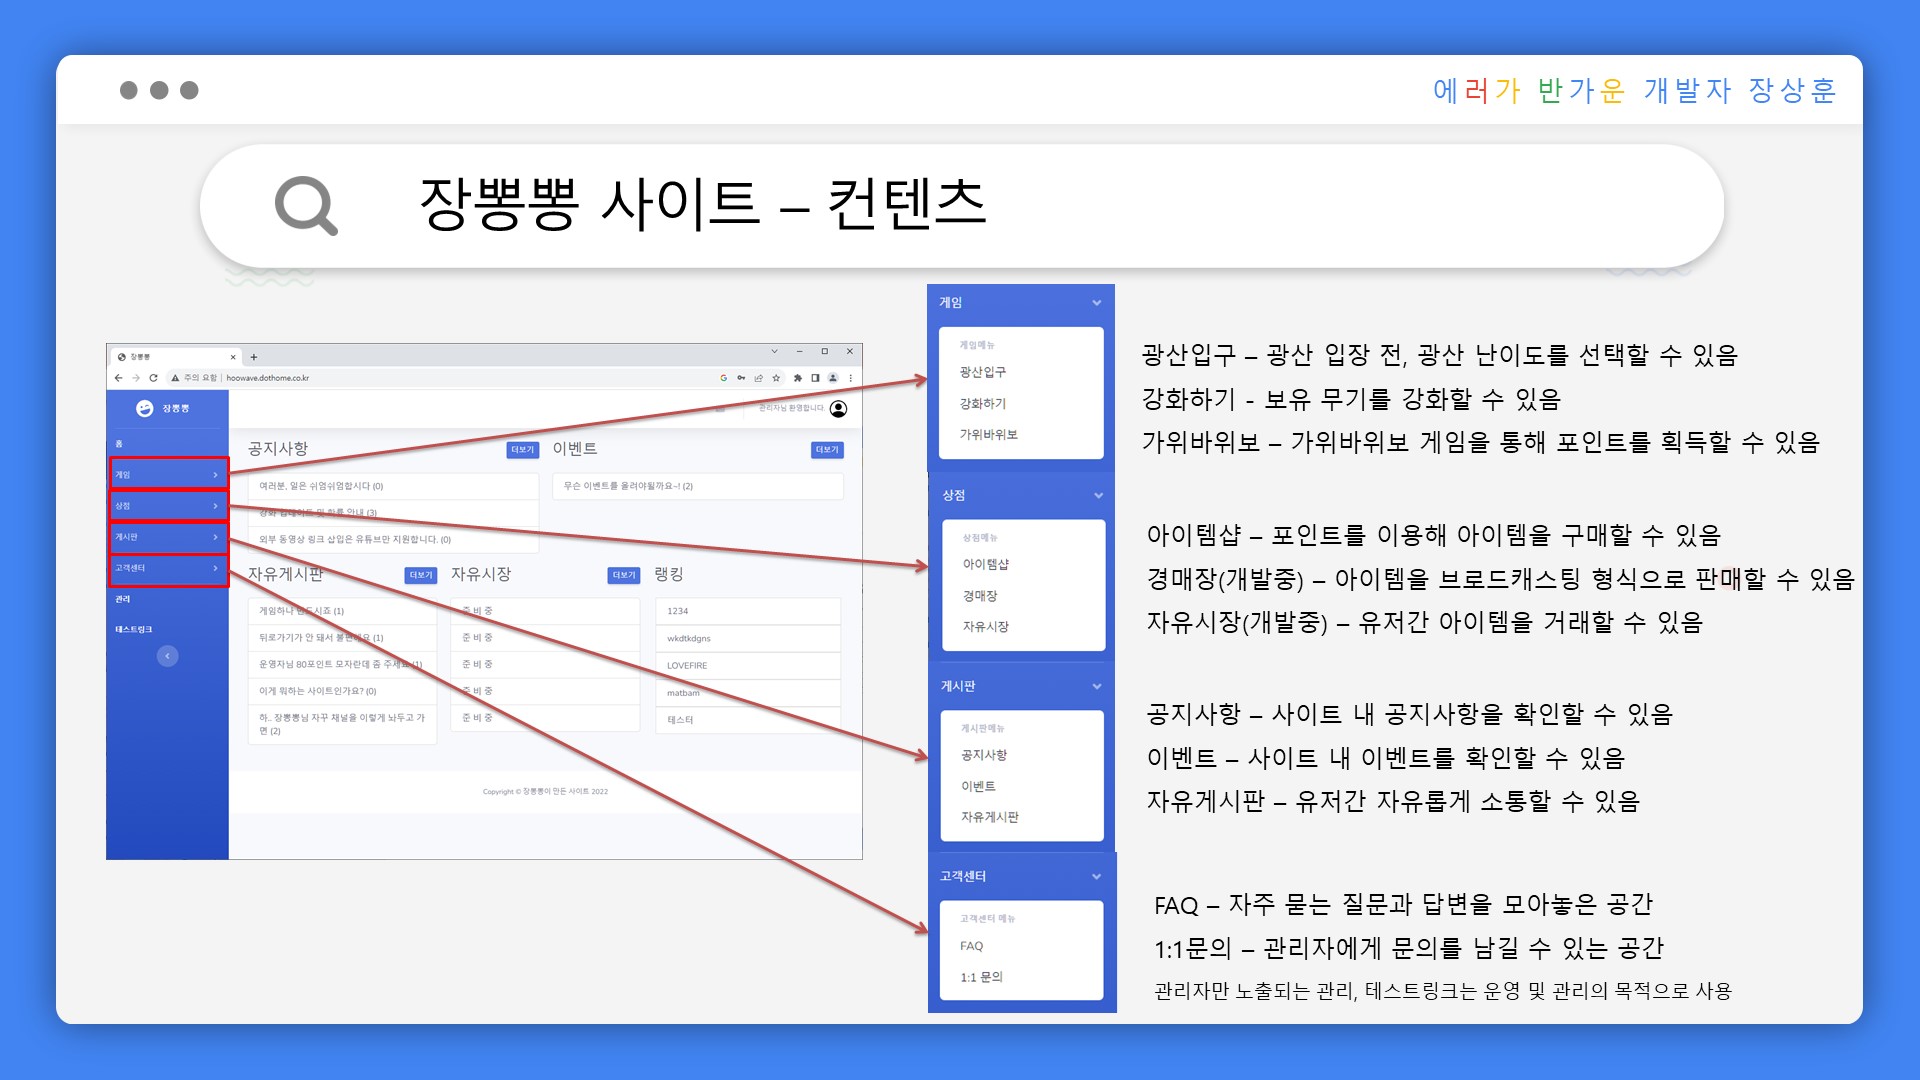 에러가 반가운 개발자 장상훈
장뽕뽕 사이트 – 컨텐츠
장뽕뽕
주의 요함 | hoowave.dothome.co.kr
장뽕뽕
관리자님 환영합니다.
홈
게임
상점
게시판
고객센터
관리
테스트링크
공지사항 더보기
여러분, 일은 쉬엄쉬엄합시다 (0)
강화 업데이트 및 확률 안내 (3)
외부 동영상 링크 삽입은 유튜브만 지원합니다. (0)
이벤트 더보기
무슨 이벤트를 올려야될까요~! (2)
자유게시판 더보기
게임하나 만드시죠 (1)
뒤로가기가 안 돼서 불편해요 (1)
운영자님 80포인트 모자란데 좀 주세요 (1)
이게 뭐하는 사이트인가요? (0)
하.. 장뽕뽕님 자꾸 채널을 이렇게 놔두고 가
면 (2)
자유시장 더보기
준 비 중
준 비 중
준 비 중
준 비 중
준 비 중
랭킹
1234
wkdtkdgns
LOVEFIRE
matbam
테스터
Copyright © 장뽕뽕이 만든 사이트 2022
게임
게임메뉴
광산입구
강화하기
가위바위보
광산입구 – 광산 입장 전, 광산 난이도를 선택할 수 있음
강화하기 - 보유 무기를 강화할 수 있음
가위바위보 – 가위바위보 게임을 통해 포인트를 획득할 수 있음
상점
상점메뉴
아이템샵
경매장
자유시장
아이템샵 – 포인트를 이용해 아이템을 구매할 수 있음
경매장(개발중) – 아이템을 브로드캐스팅 형식으로 판매할 수 있음
자유시장(개발중) – 유저간 아이템을 거래할 수 있음
게시판
게시판메뉴
공지사항
이벤트
자유게시판
공지사항 – 사이트 내 공지사항을 확인할 수 있음
이벤트 – 사이트 내 이벤트를 확인할 수 있음
자유게시판 – 유저간 자유롭게 소통할 수 있음
고객센터
고객센터 메뉴
FAQ
1:1 문의
FAQ – 자주 묻는 질문과 답변을 모아놓은 공간
1:1문의 – 관리자에게 문의를 남길 수 있는 공간
관리자만 노출되는 관리, 테스트링크는 운영 및 관리의 목적으로 사용